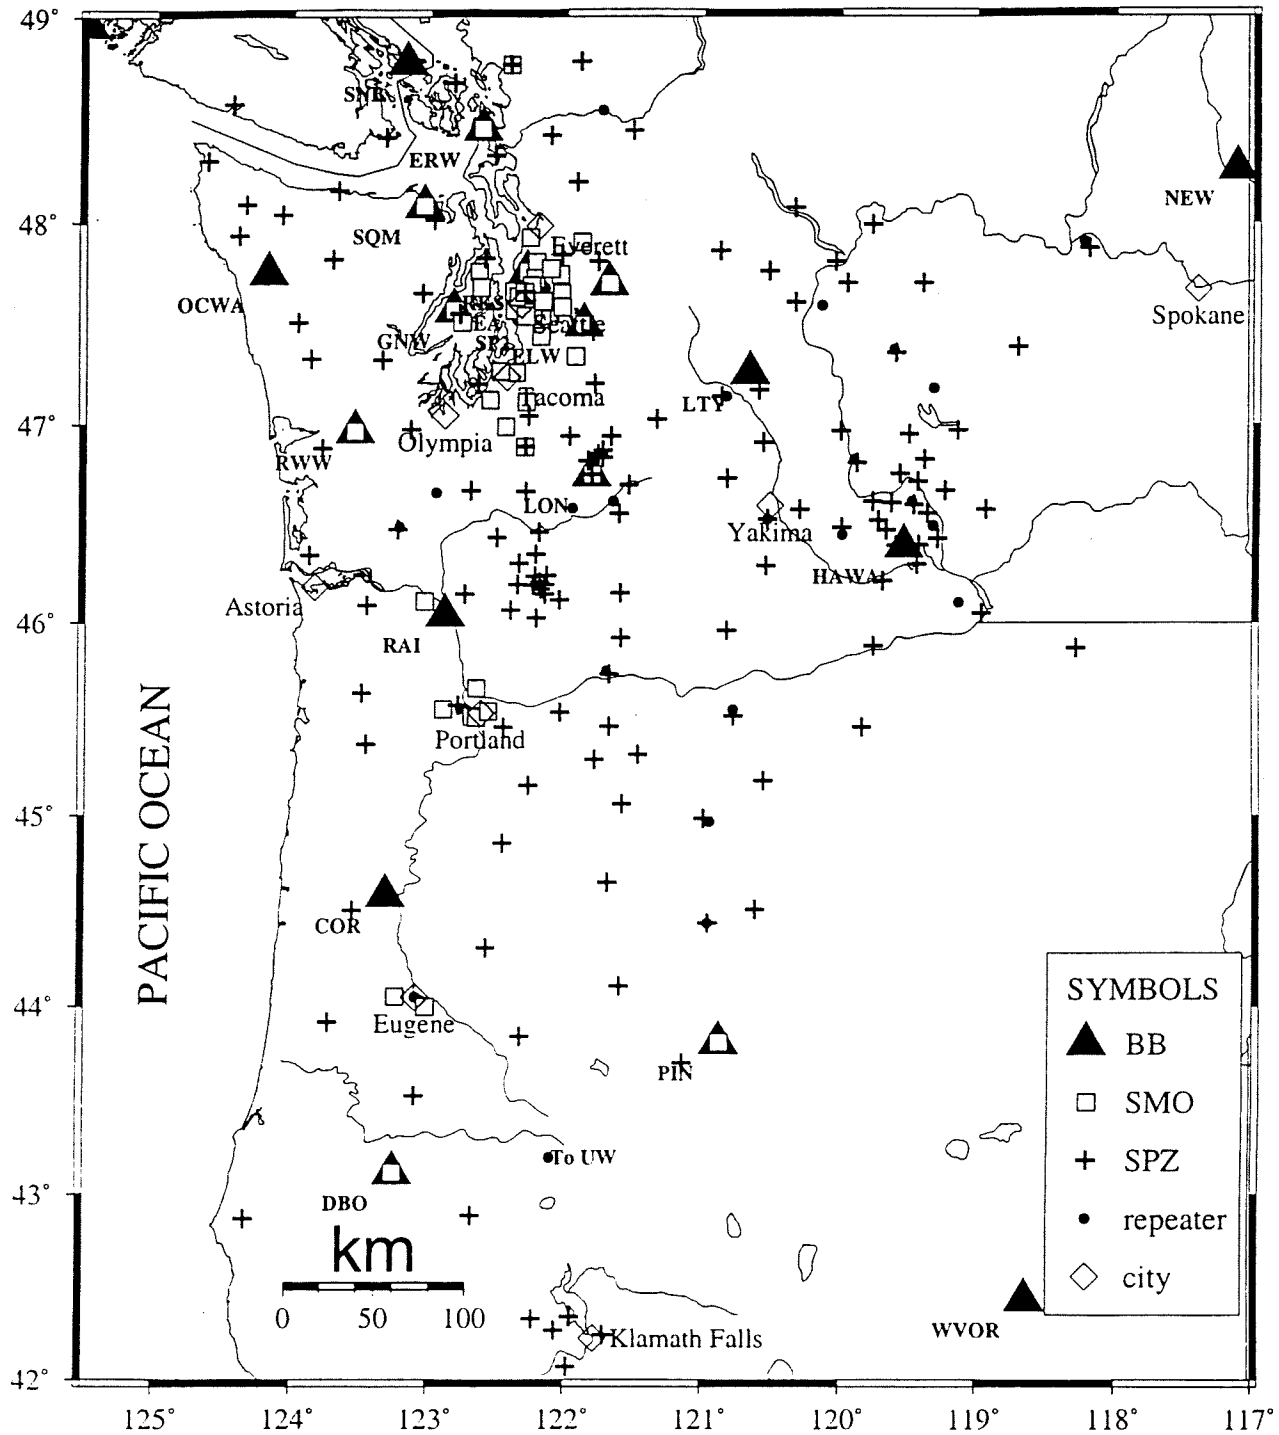 49°
SNB
ERW
NEW
48°
SQM
Everett
OCWA
Spokane
Seattle
GNW
ELW
LTY
Tacoma
47°
Olympia
RWW
LON
Yakima
HAWA
Astoria
46°
RAI
Portland
PACIFIC OCEAN
45°
COR
44°
Eugene
PIN
SYMBOLS
BB
SMO
SPZ
repeater
city
To UW
43°
DBO
km
0 50 100
WVOR
Klamath Falls
42°
125° 124° 123° 122° 121° 120° 119° 118° 117°